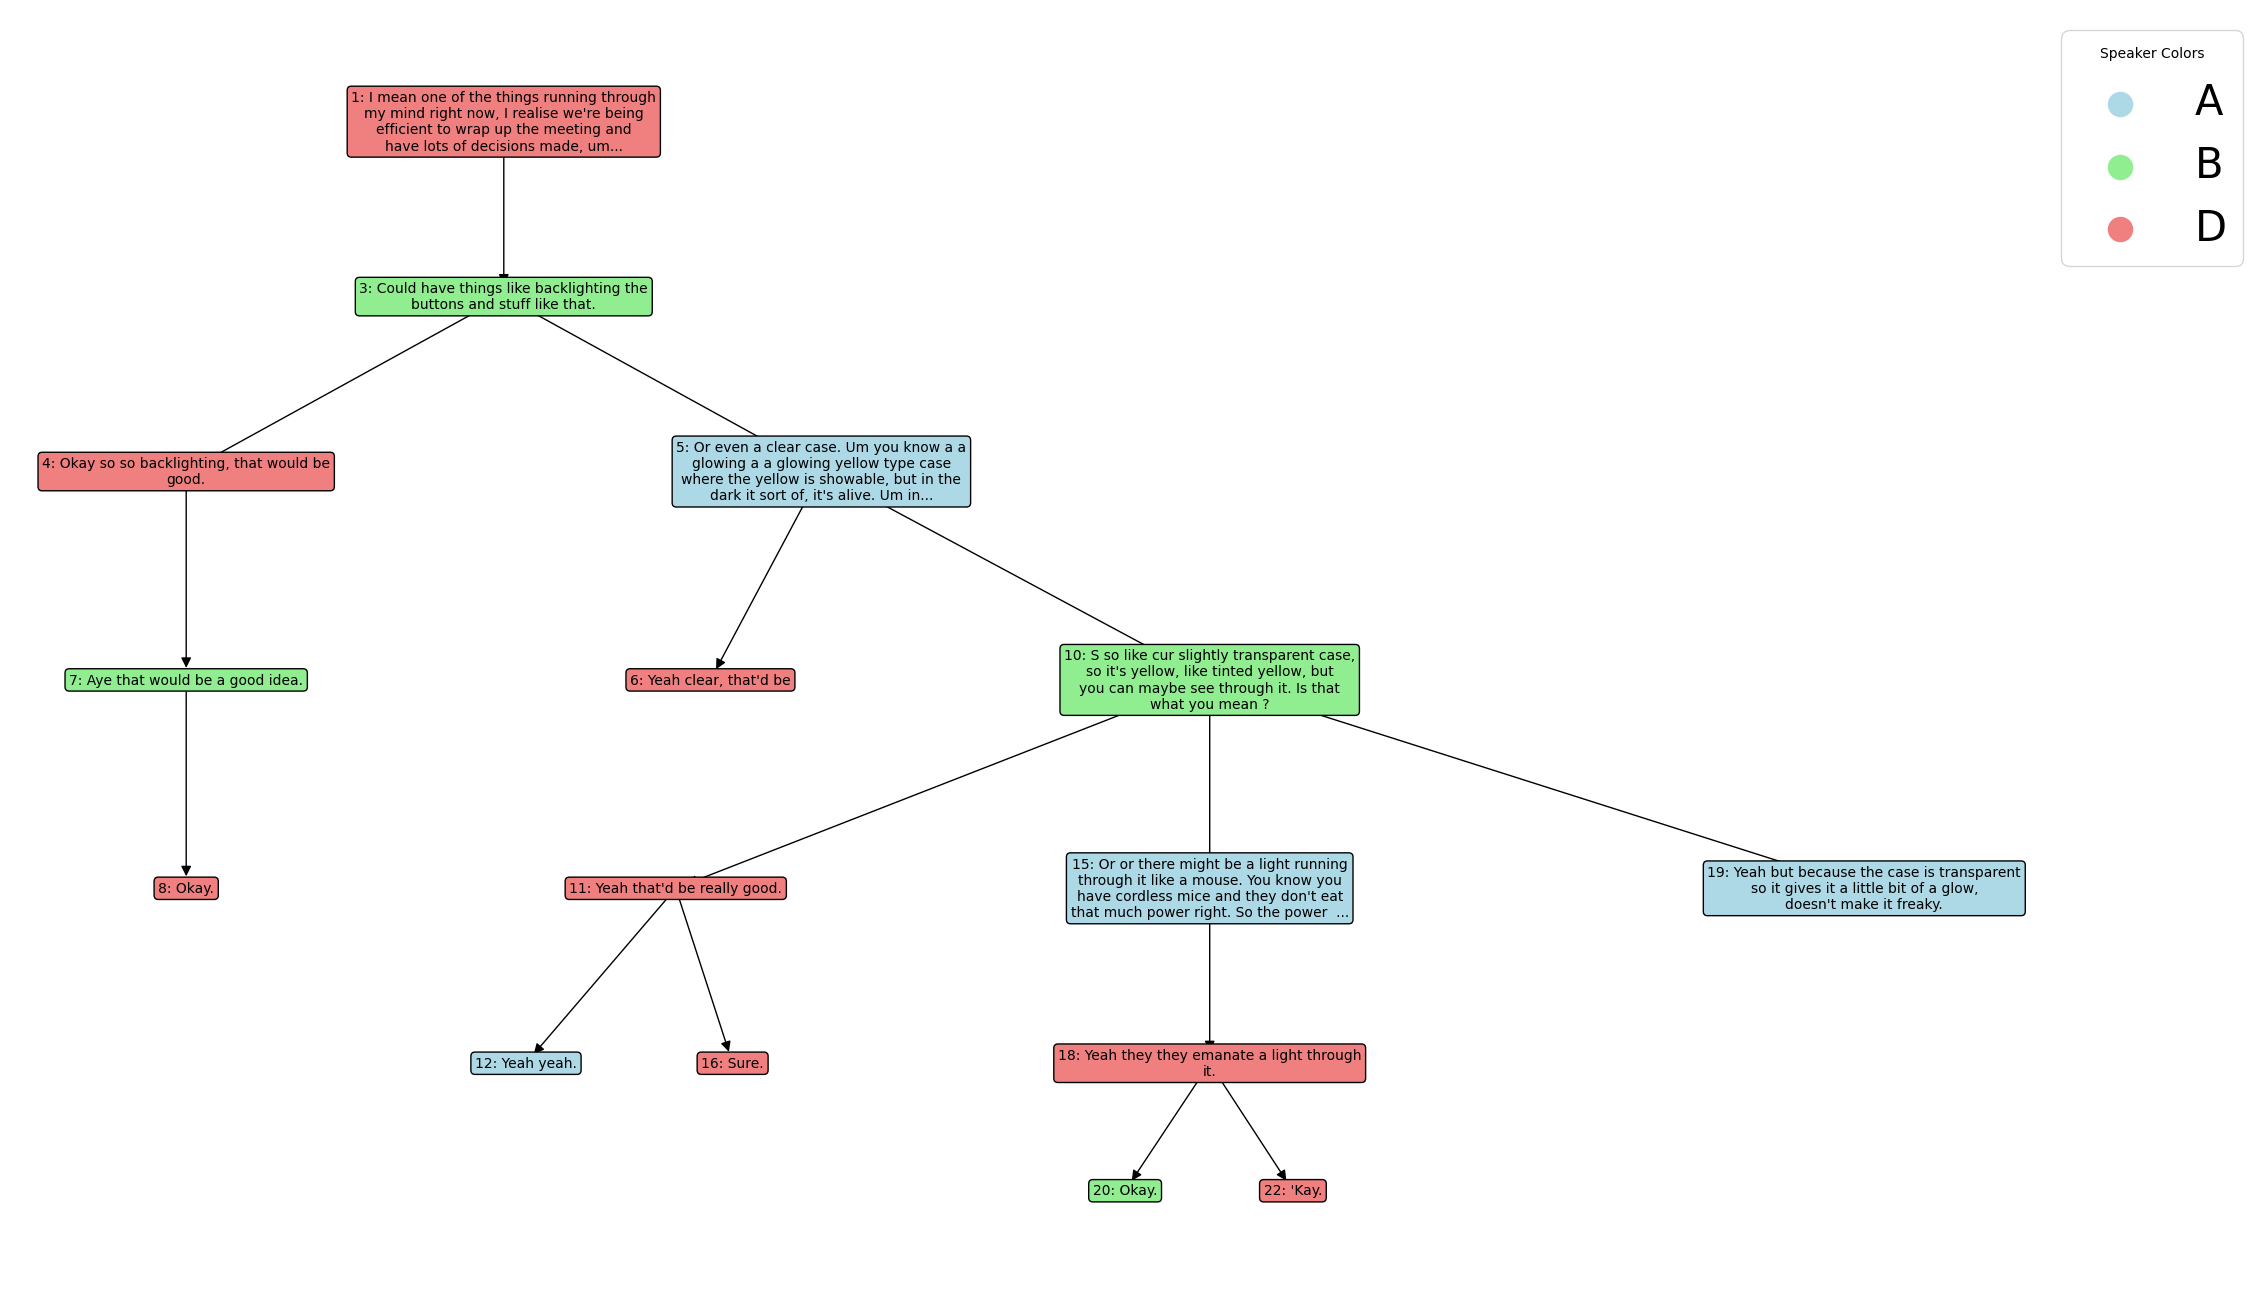 Speaker Colors
A
B
D
1: I mean one of the things running through
my mind right now, I realise we're being
efficient to wrap up the meeting and
have lots of decisions made, um...
3: Could have things like backlighting the
buttons and stuff like that.
4: Okay so so backlighting, that would be
good.
5: Or even a clear case. Um you know a a
glowing a a glowing yellow type case
where the yellow is showable, but in the
dark it sort of, it's alive. Um in...
7: Aye that would be a good idea.
6: Yeah clear, that'd be
10: S so like cur slightly transparent case,
so it's yellow, like tinted yellow, but
you can maybe see through it. Is that
what you mean ?
8: Okay.
11: Yeah that'd be really good.
15: Or or there might be a light running
through it like a mouse. You know you
have cordless mice and they don't eat
that much power right. So the power  ...
19: Yeah but because the case is transparent
so it gives it a little bit of a glow,
doesn't make it freaky.
12: Yeah yeah.
16: Sure.
18: Yeah they they emanate a light through
it.
20: Okay.
22: 'Kay.